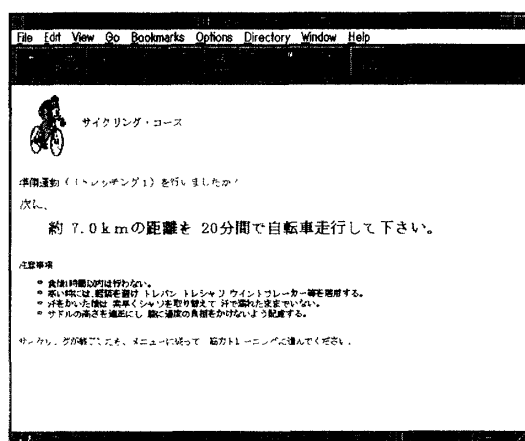 File Edit View Go Bookmarks Options Directory Window Help
サイクリング・コース
準備運動（ストレッチング1）を行いましたか？
次に、
約 7.0kmの距離を 20分間で自転車走行して下さい。
注意事項
食後1時間以内は行わない。
寒い時には、軽装を避け トレパン トレシャツ ウインドブレーカー等を着用する。
汗をかいた後は 素早くシャツを取り替えて 汗で濡れたままでいない。
サドルの高さを適正にし 膝に過度の負担をかけないよう配慮する。
サイクリングが終了したら、メニューに従って 筋力トレーニングに進んでください。